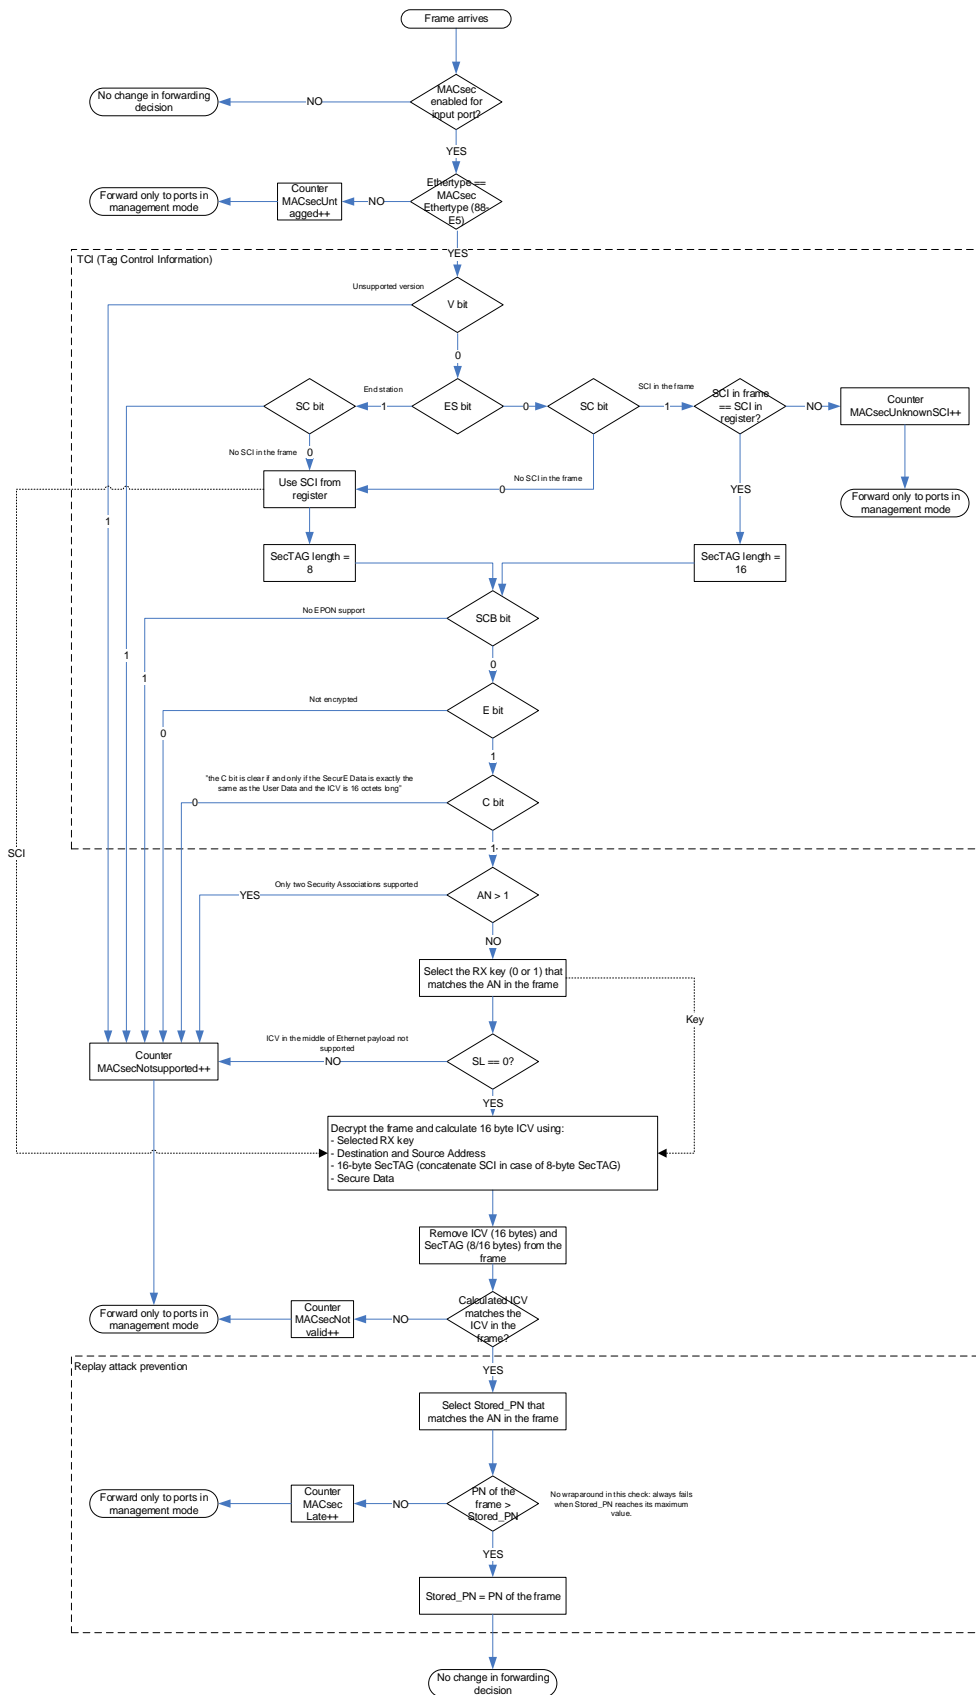 Frame arrives
MACsec
enabled for
input port?
NO
No change in forwarding
decision
YES
Ethertype ==
MACsec
Ethertype (88-
E5)
NO
Counter
MACsecUnt
agged++
Forward only to ports in
management mode
YES
TCI (Tag Control Information)
Unsupported version
V bit
0
End station
SCI in the frame
SC bit
1
ES bit
0
SC bit
1
SCI in frame
== SCI in
register?
NO
Counter
MACsecUnknownSCI++
No SCI in the frame
0
Use SCI from
register
No SCI in the frame
0
YES
Forward only to ports in
management mode
1
SecTAG length =
8
SecTAG length =
16
No EPON support
SCB bit
1
1
0
Not encrypted
E bit
0
1
"the C bit is clear if and only if the SecurE Data is exactly the
same as the User Data and the ICV is 16 octets long"
0
C bit
SCI
1
Only two Security Associations supported
YES
AN > 1
NO
Select the RX key (0 or 1) that
matches the AN in the frame
Key
ICV in the middle of Ethernet payload not
supported
Counter
MACsecNotsupported++
NO
SL == 0?
YES
Decrypt the frame and calculate 16 byte ICV using:
- Selected RX key
- Destination and Source Address
- 16-byte SecTAG (concatenate SCI in case of 8-byte SecTAG)
- Secure Data
Remove ICV (16 bytes) and
SecTAG (8/16 bytes) from the
frame
Forward only to ports in
management mode
Counter
MACsecNot
valid++
NO
Calculated ICV
matches the
ICV in the
frame?
YES
Replay attack prevention
Select Stored_PN that
matches the AN in the frame
Forward only to ports in
management mode
Counter
MACsec
Late++
NO
PN of the
frame >
Stored_PN
No wraparound in this check: always fails
when Stored_PN reaches its maximum
value.
YES
Stored_PN = PN of the frame
No change in forwarding
decision